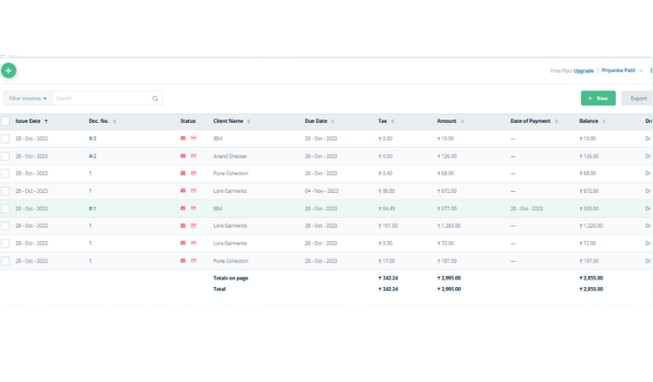 +
Free Plan Upgrade | Priyanka Patil
Filter Invoices Search + New Export
Issue Date Doc. No. Status Client Name Due Date Tax Amount Date of Payment Balance Dr/
28 - Oct - 2023 #-3 IBM 28 - Oct - 2023 ₹ 0.00 ₹ 10.00 — ₹ 10.00 Dr
28 - Oct - 2023 #-2 Anand Dresses 28 - Oct - 2023 ₹ 0.00 ₹ 126.00 — ₹ 126.00 Dr
28 - Oct - 2023 1 Pune Collection 28 - Oct - 2023 ₹ 2.40 ₹ 68.00 — ₹ 68.00 Dr
28 - Oct - 2023 1 Lore Garments 04 - Nov - 2023 ₹ 86.85 ₹ 672.00 — ₹ 672.00 Dr
28 - Oct - 2023 #-1 IBM 28 - Oct - 2023 ₹ 84.49 ₹ 577.00 28 - Oct - 2023 Dr
28 - Oct - 2023 1 Lore Garments 28 - Oct - 2023 ₹ 1,283.00 — ₹ 1,220.00 Dr
28 - Oct - 2023 1 Lore Garments 28 - Oct - 2023 ₹ 0.00 ₹ 72.00 — ₹ 72.00 Dr
28 - Oct - 2023 1 Pune Collection 28 - Oct - 2023 ₹ 17.00 ₹ 187.00 — ₹ 187.00 Dr
Totals on page ₹ 342.24 ₹ 2,995.00 ₹ 2,855.00
Total ₹ 342.24 ₹ 2,995.00 ₹ 2,855.00